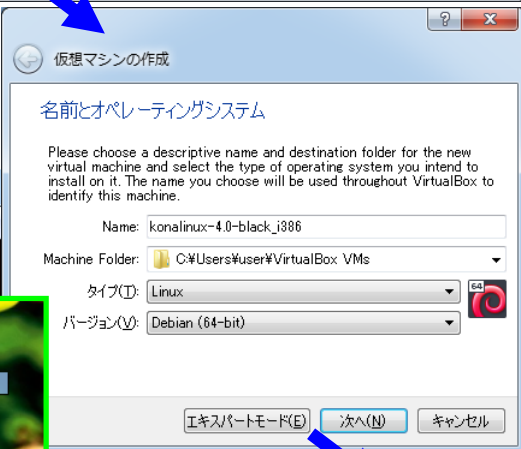 仮想マシンの作成
名前とオペレーティングシステム
Please choose a descriptive name and destination folder for the new
virtual machine and select the type of operating system you intend to
install on it. The name you choose will be used throughout VirtualBox to
identify this machine.
Name: konalinux-4.0-black_i386
Machine Folder: C:¥Users¥user¥VirtualBox VMs
タイプ(T): Linux
64
バージョン(V): Debian (64-bit)
エキスパートモード(E) 次へ(N) キャンセル